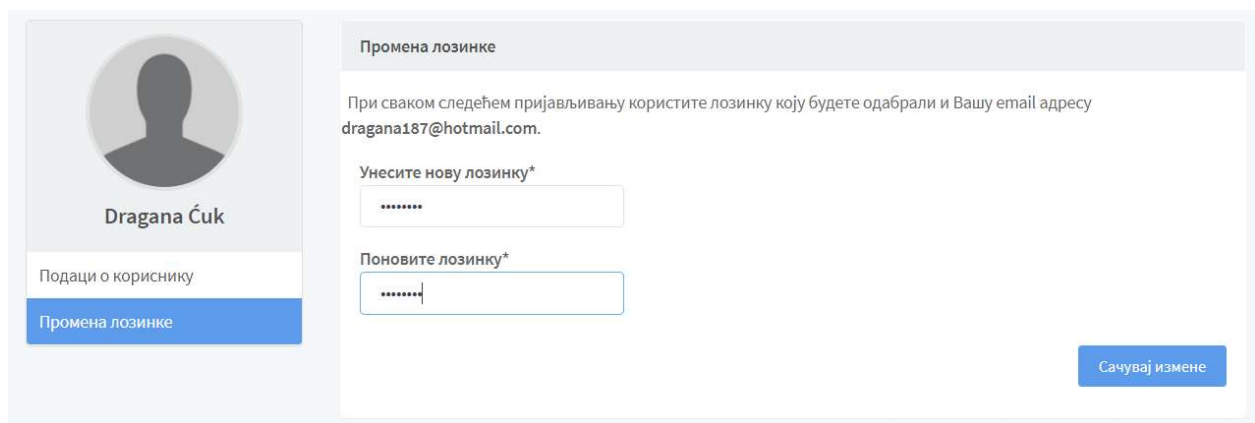 Dragana Ćuk
Подаци о кориснику
Промена лозинке
Промена лозинке
При сваком следећем пријављивању користите лозинку коју будете одабрали и Вашу email адресу
dragana187@hotmail.com.
Унесите нову лозинку*
••••••••
Поновите лозинку*
••••••••
Сачувај измене